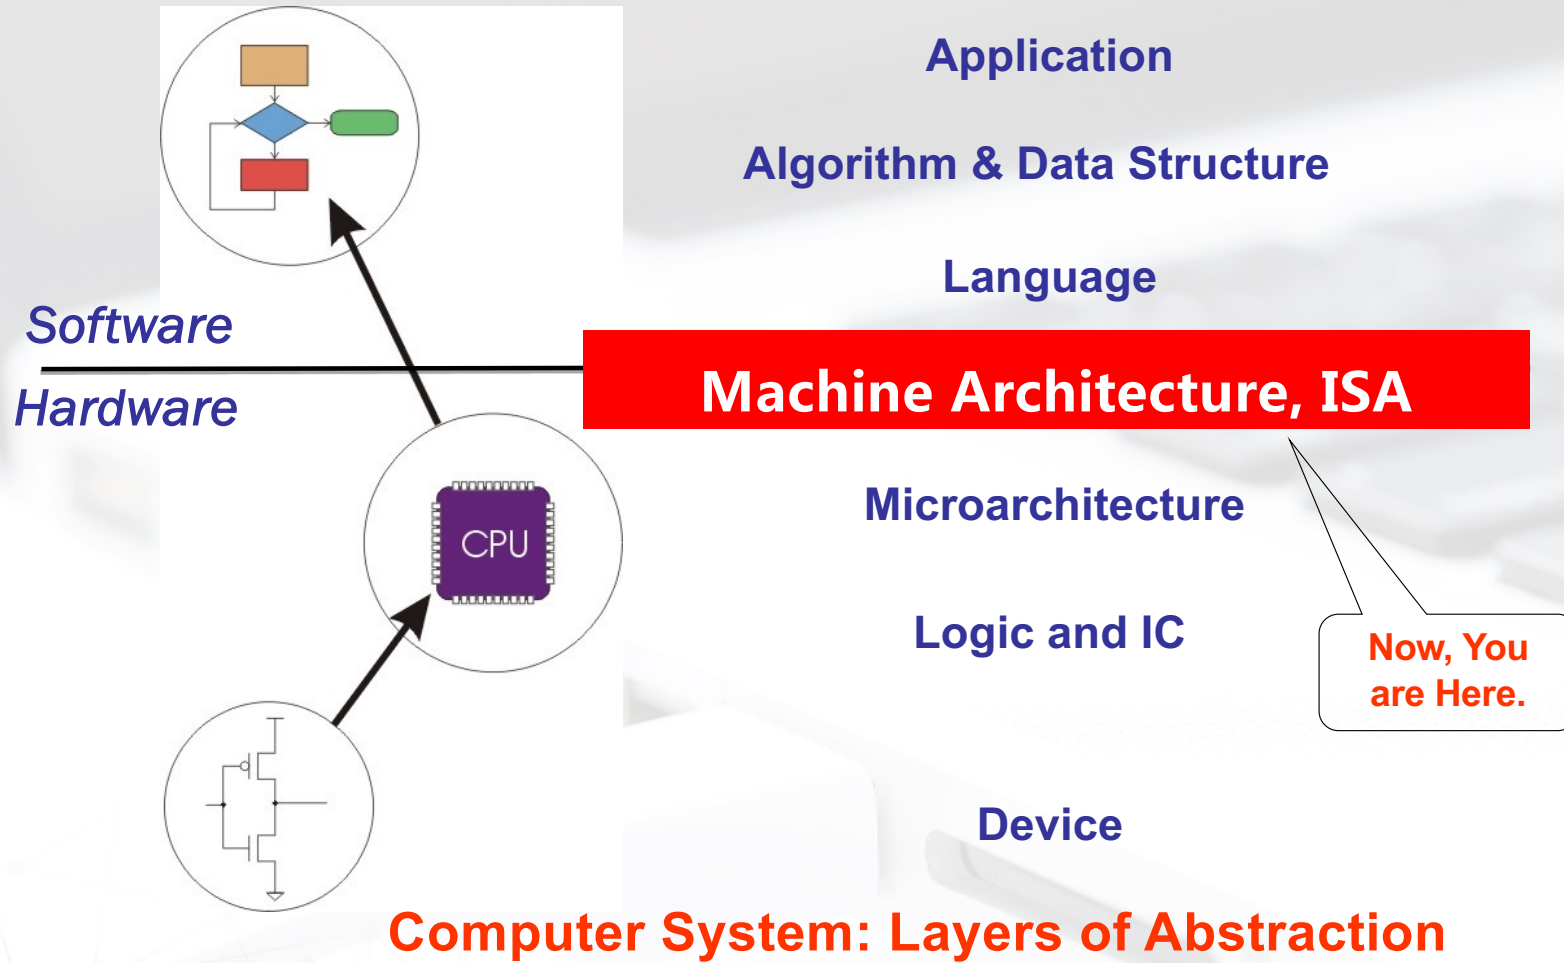 Application
Algorithm & Data Structure
Language
Software
Hardware
Machine Architecture, ISA
Microarchitecture
CPU
Logic and IC
Now, You
are Here.
Device
Computer System: Layers of Abstraction